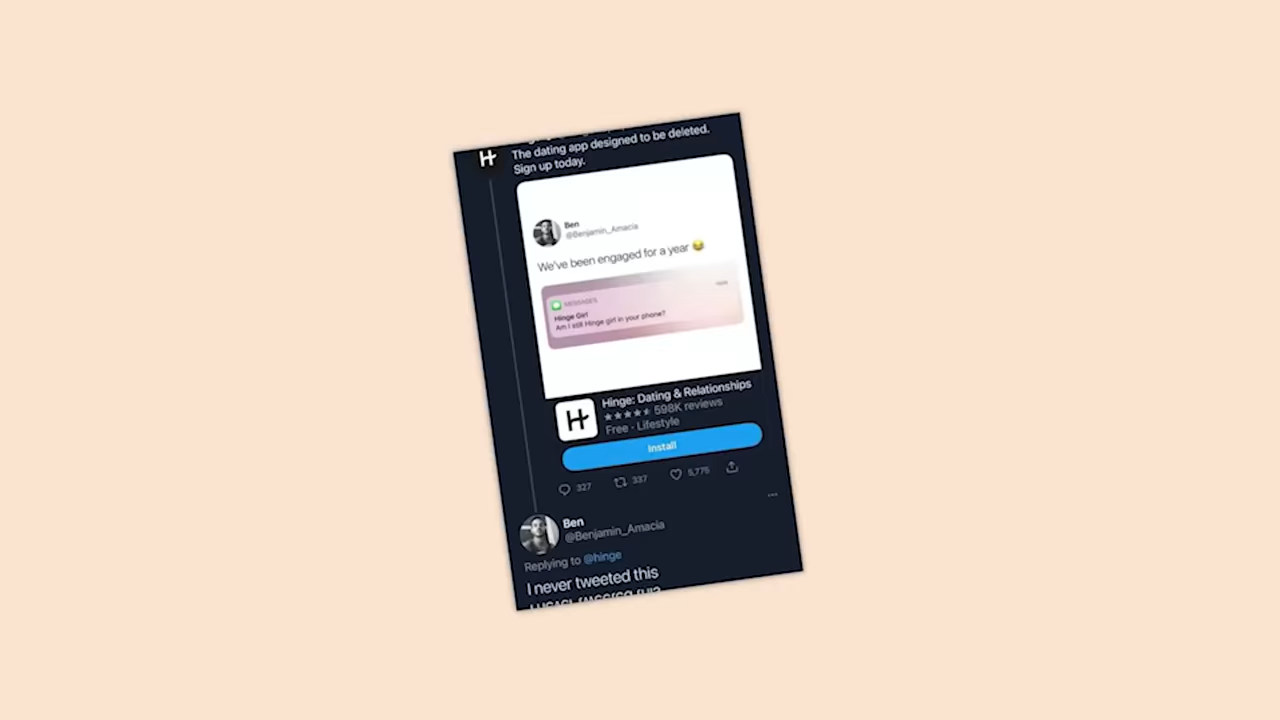 The dating app designed to be deleted.
Sign up today.
Ben
@Benjamin_Amacia
We've been engaged for a year 😂
MESSAGES
now
Hinge Girl
Am I still Hinge girl in your phone?
Hinge: Dating & Relationships
★★★★★ 598K reviews
Free · Lifestyle
Install
327 337 5,775
Ben
@Benjamin_Amacia
Replying to @hinge
I never tweeted this